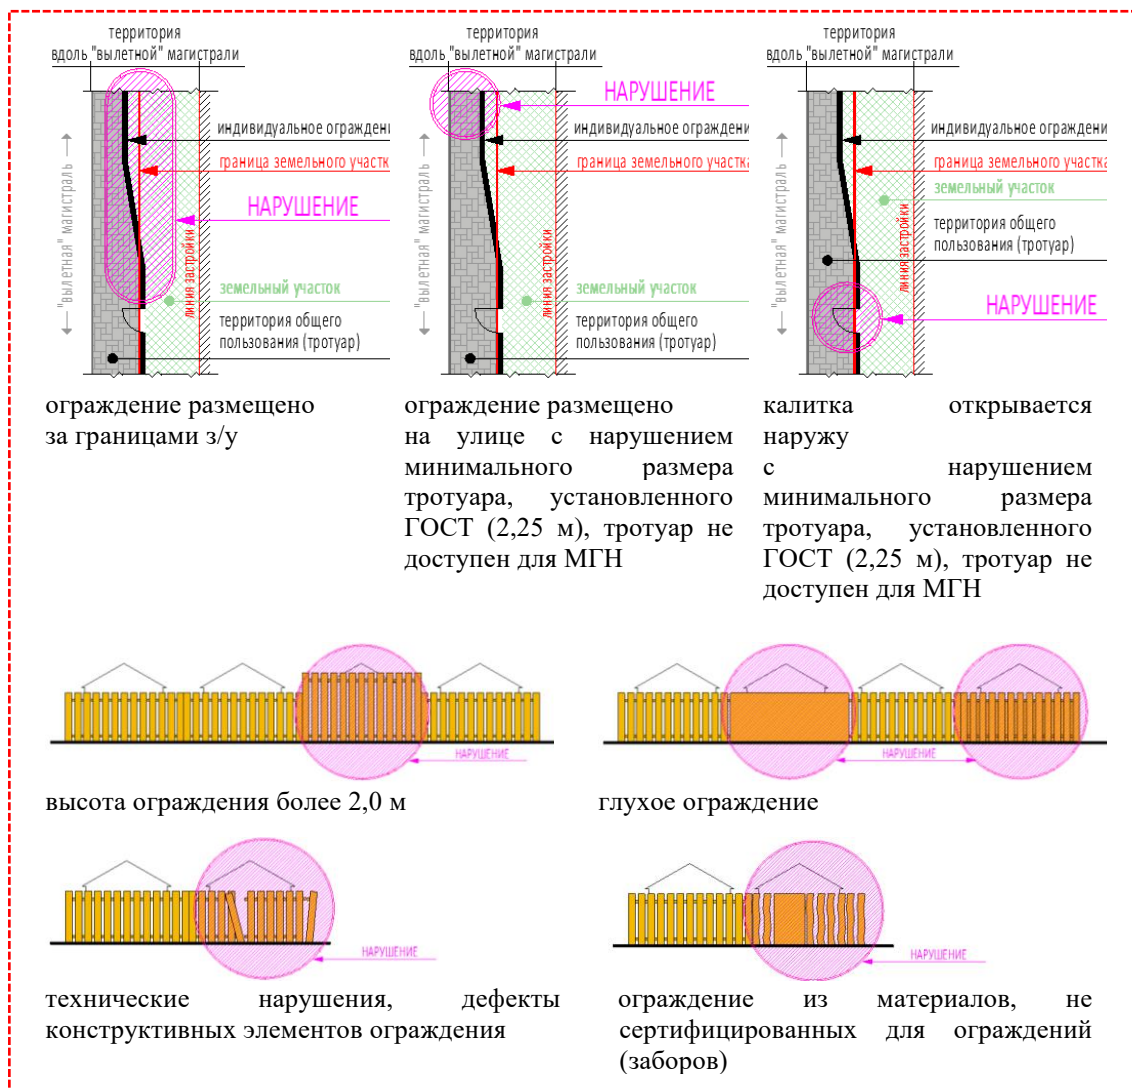 территория
вдоль "вылетной" магистрали
индивидуальное ограждени
граница земельного участк
НАРУШЕНИЕ
"вылетная" магистраль
линия застройки
земельный участок
территория общего
пользования (тротуар)
ограждение размещено
за границами з/у
территория
вдоль "вылетной" магистрали
НАРУШЕНИЕ
индивидуальное ограждени
граница земельного участка
"вылетная" магистраль
линия застройки
земельный участок
территория общего
пользования (тротуар)
ограждение размещено
на улице с нарушением
минимального размера
тротуара, установленного
ГОСТ (2,25 м), тротуар не
доступен для МГН
территория
вдоль "вылетной" магистрали
индивидуальное ограждени
граница земельного участка
земельный участок
"вылетная" магистраль
территория общего
пользования (тротуар)
линия застройки
НАРУШЕНИЕ
калитка открывается
наружу
с нарушением
минимального размера
тротуара, установленного
ГОСТ (2,25 м), тротуар не
доступен для МГН
НАРУШЕНИЕ
высота ограждения более 2,0 м
НАРУШЕНИЕ
глухое ограждение
НАРУШЕНИЕ
технические нарушения, дефекты
конструктивных элементов ограждения
НАРУШЕНИЕ
ограждение из материалов, не
сертифицированных для ограждений
(заборов)